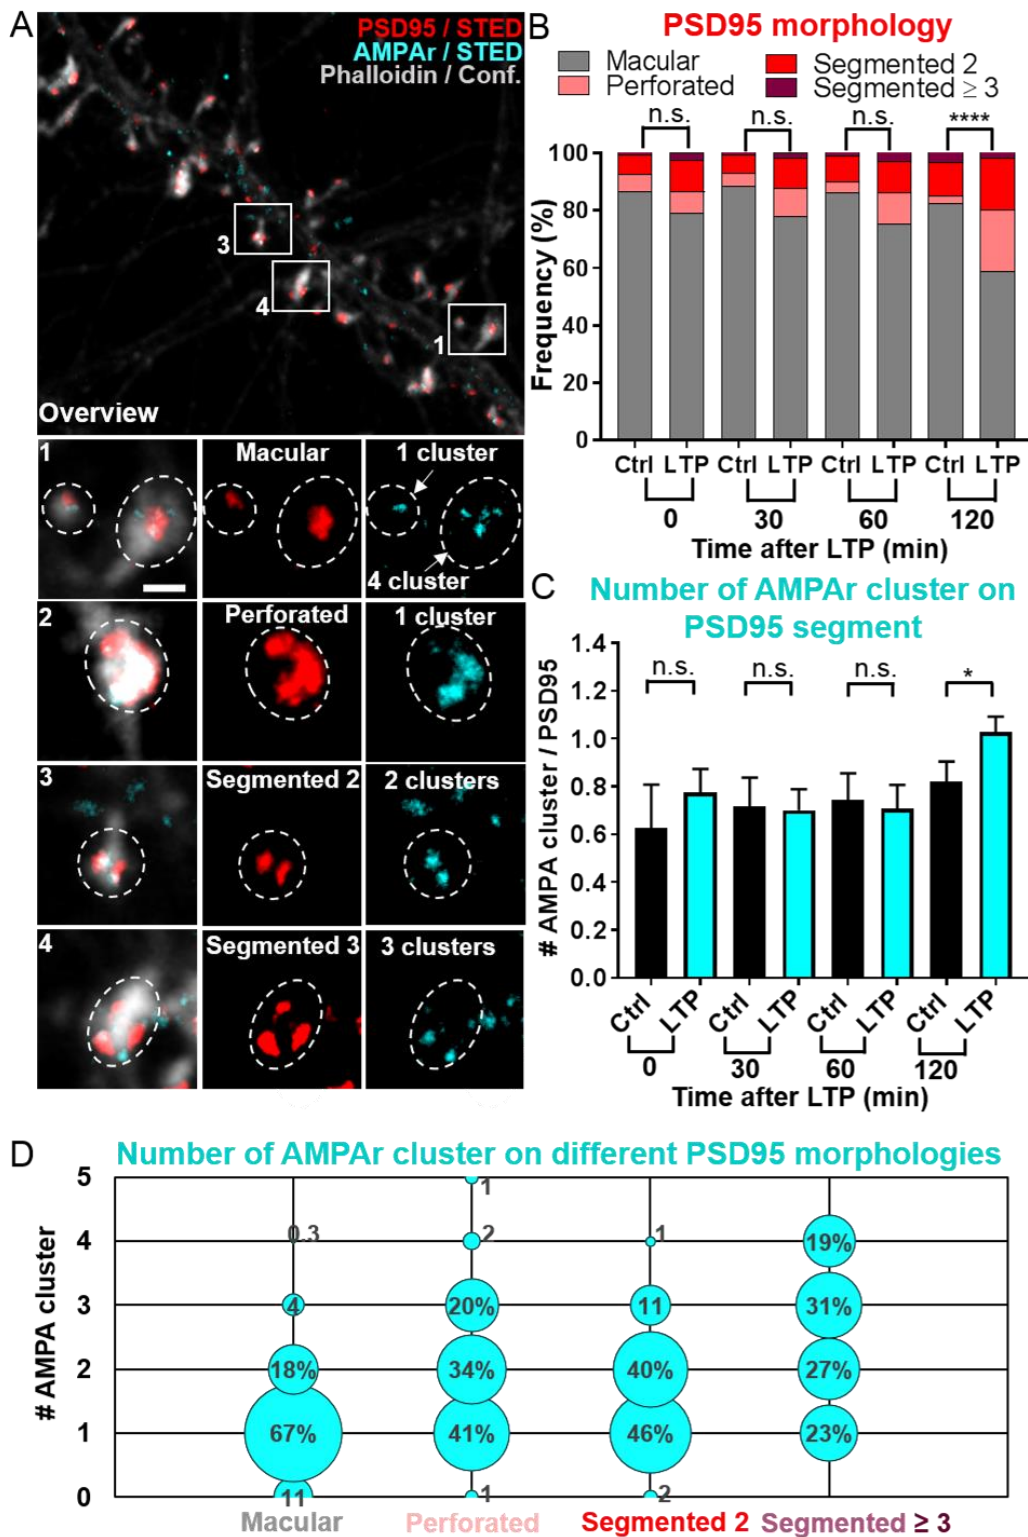 A
PSD95 / STED
AMPAr / STED
Phalloidin / Conf.
3
4
1
Overview
1
Macular
1 cluster
4 cluster
2
Perforated
1 cluster
3
Segmented 2
2 clusters
4
Segmented 3
3 clusters
B
PSD95 morphology
Macular
Perforated
Segmented 2
Segmented ≥ 3
n.s. n.s. n.s. ****
100
80
60
40
20
0
Frequency (%)
Ctrl LTP Ctrl LTP Ctrl LTP Ctrl LTP
0 30 60 120
Time after LTP (min)
C
Number of AMPAr cluster on
PSD95 segment
1.4
1.2
1.0
0.8
0.6
0.4
0.2
0.0
# AMPA cluster / PSD95
n.s. n.s. n.s. *
Ctrl LTP Ctrl LTP Ctrl LTP Ctrl LTP
0 30 60 120
Time after LTP (min)
D
Number of AMPAr cluster on different PSD95 morphologies
# AMPA cluster
5 1
4 0.3 2 1 19%
3 4 20% 11 31%
2 18% 34% 40% 27%
1 67% 41% 46% 23%
0 11 1 2
Macular Perforated Segmented 2 Segmented ≥ 3